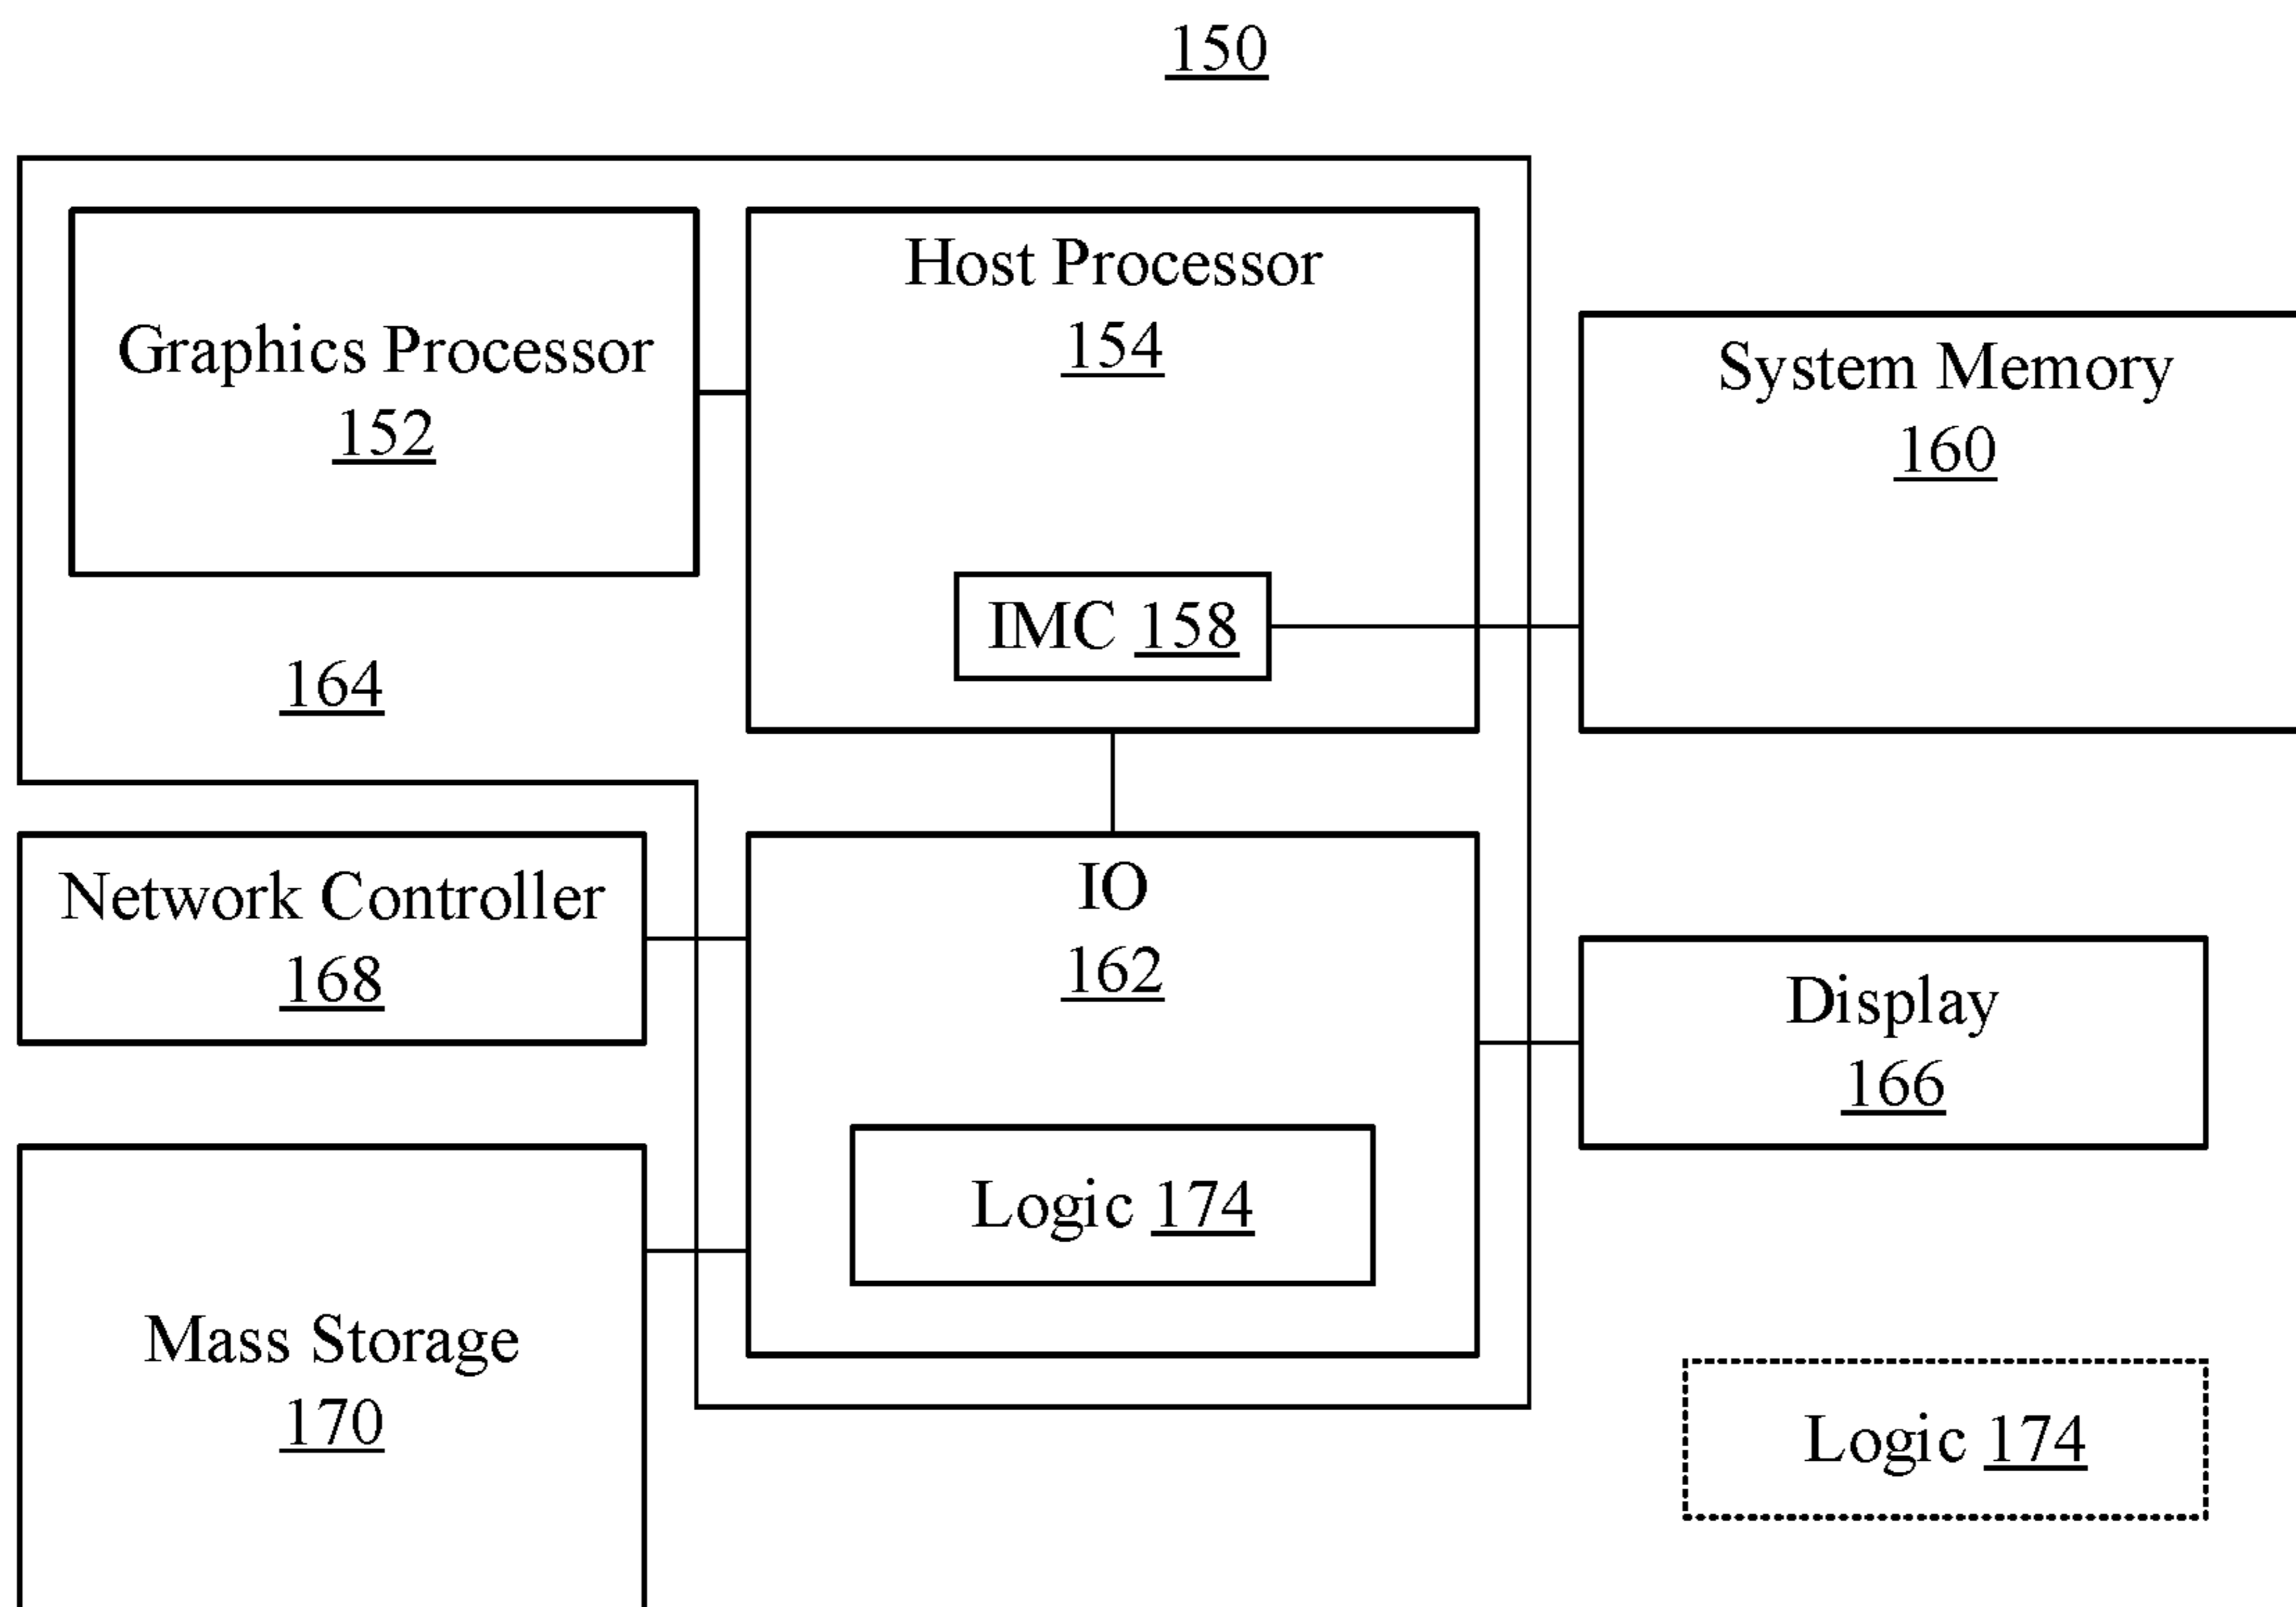 150
Graphics Processor
152
Host Processor
154
IMC 158
System Memory
160
164
Network Controller
168
IO
162
Logic 174
Display
166
Mass Storage
170
Logic 174